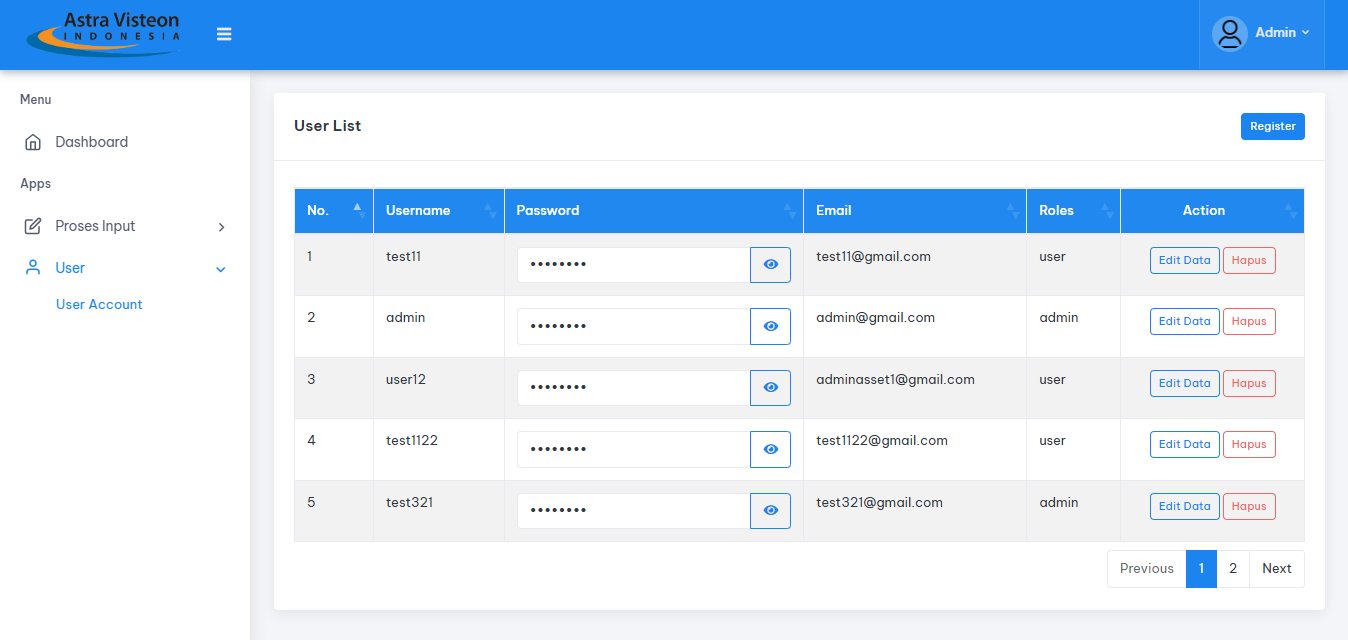 Astra Visteon
INDONESIA
Admin
Menu
Dashboard
Apps
Proses Input
User
User Account
User List
Register
No. Username Password Email Roles Action
1 test11 •••••••• test11@gmail.com user Edit Data Hapus
2 admin •••••••• admin@gmail.com admin Edit Data Hapus
3 user12 •••••••• adminasset1@gmail.com user Edit Data Hapus
4 test1122 •••••••• test1122@gmail.com user Edit Data Hapus
5 test321 •••••••• test321@gmail.com admin Edit Data Hapus
Previous 1 2 Next